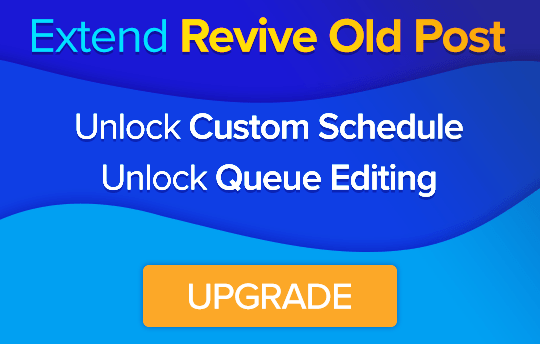 Extend Revive Old Post
Unlock Custom Schedule
Unlock Queue Editing
UPGRADE